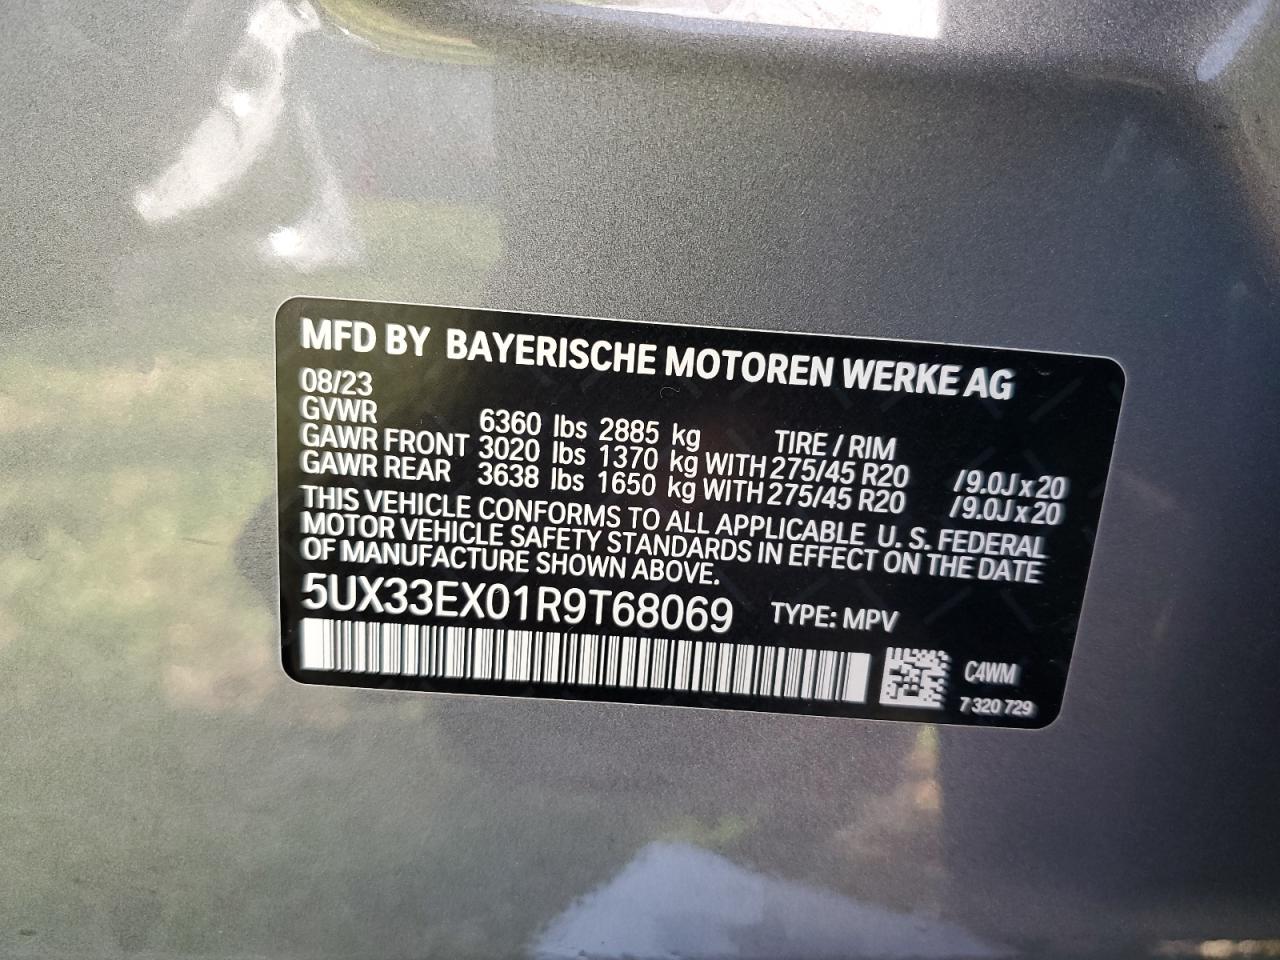 MFD BY BAYERISCHE MOTOREN WERKE AG
08/23
GVWR 6360 lbs 2885 kg TIRE / RIM
GAWR FRONT 3020 lbs 1370 kg WITH 275/45 R20 /9.0J x 20
GAWR REAR 3638 lbs 1650 kg WITH 275/45 R20 /9.0J x 20
THIS VEHICLE CONFORMS TO ALL APPLICABLE U. S. FEDERAL
MOTOR VEHICLE SAFETY STANDARDS IN EFFECT ON THE DATE
OF MANUFACTURE SHOWN ABOVE.
5UX33EX01R9T68069 TYPE: MPV
C4WM
7 320 729